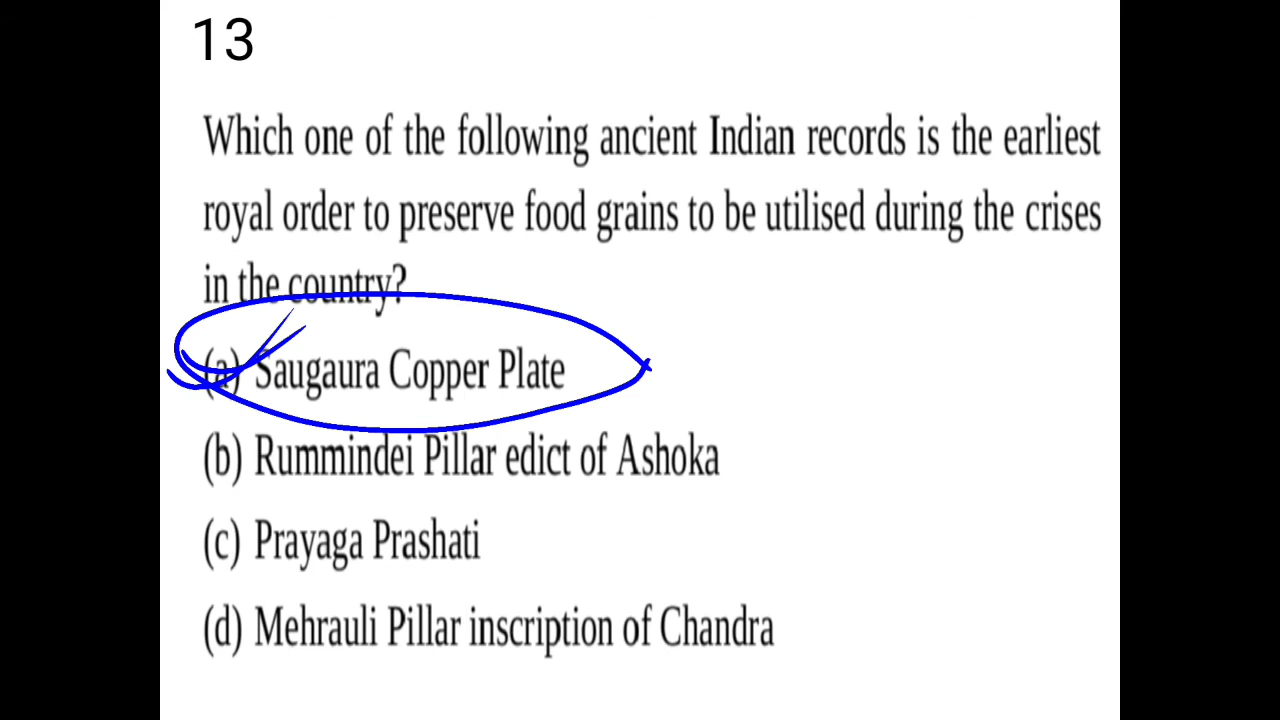 13
Which one of the following ancient Indian records is the earliest
royal order to preserve food grains to be utilised during the crises
in the country?
(a) Saugaura Copper Plate
(b) Rummindei Pillar edict of Ashoka
(c) Prayaga Prashati
(d) Mehrauli Pillar inscription of Chandra